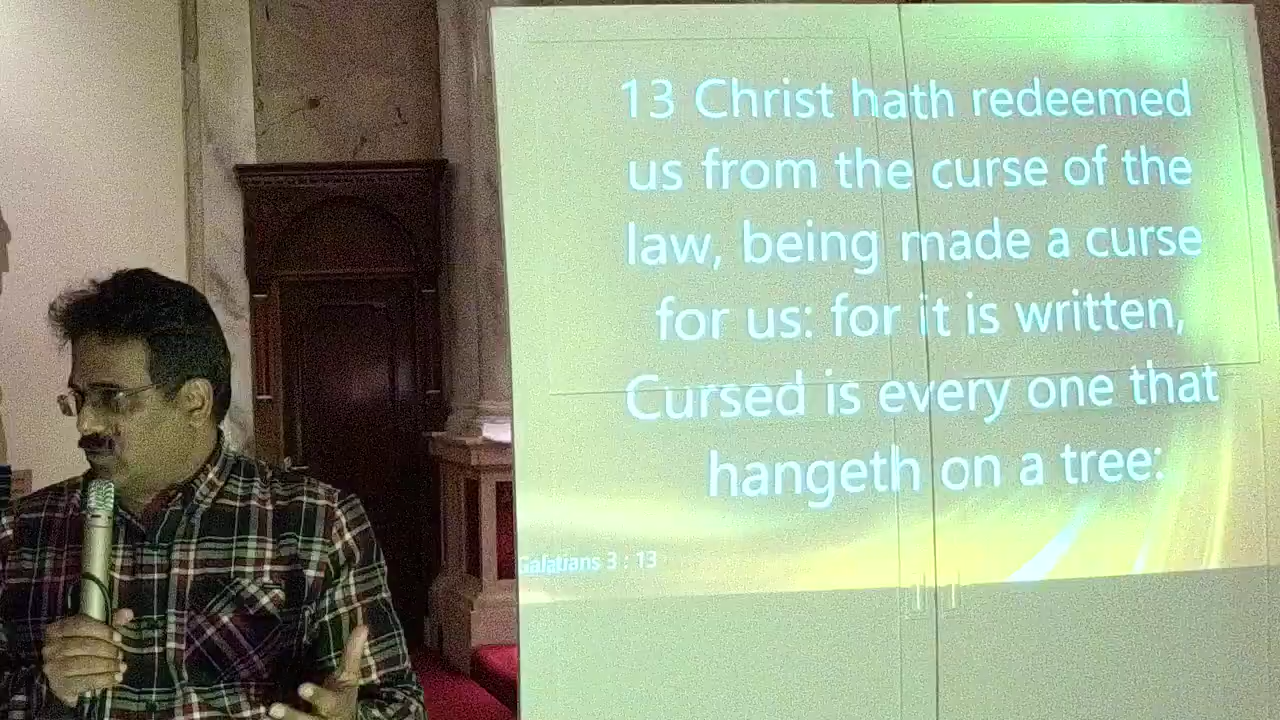 13 Christ hath redeemed
us from the curse of the
law, being made a curse
for us: for it is written,
Cursed is every one that
hangeth on a tree:
Galatians 3 : 13